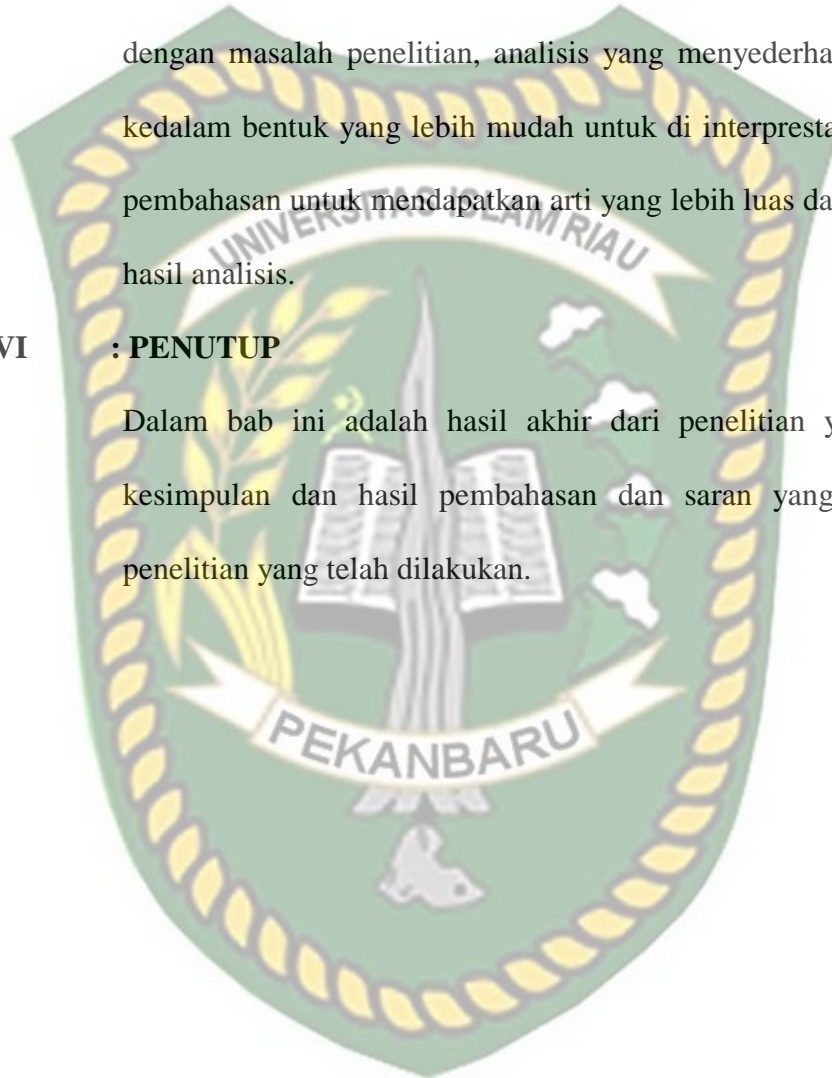 dengan masalah penelitian, analisis yang menyederha
kedalam bentuk yang lebih mudah untuk di interpresta
pembahasan untuk mendapatkan arti yang lebih luas da
UNIVERSITAS ISLAM RIAU
hasil analisis.
VI : PENUTUP
Dalam bab ini adalah hasil akhir dari penelitian y
kesimpulan dan hasil pembahasan dan saran yang
penelitian yang telah dilakukan.
PEKANBARU